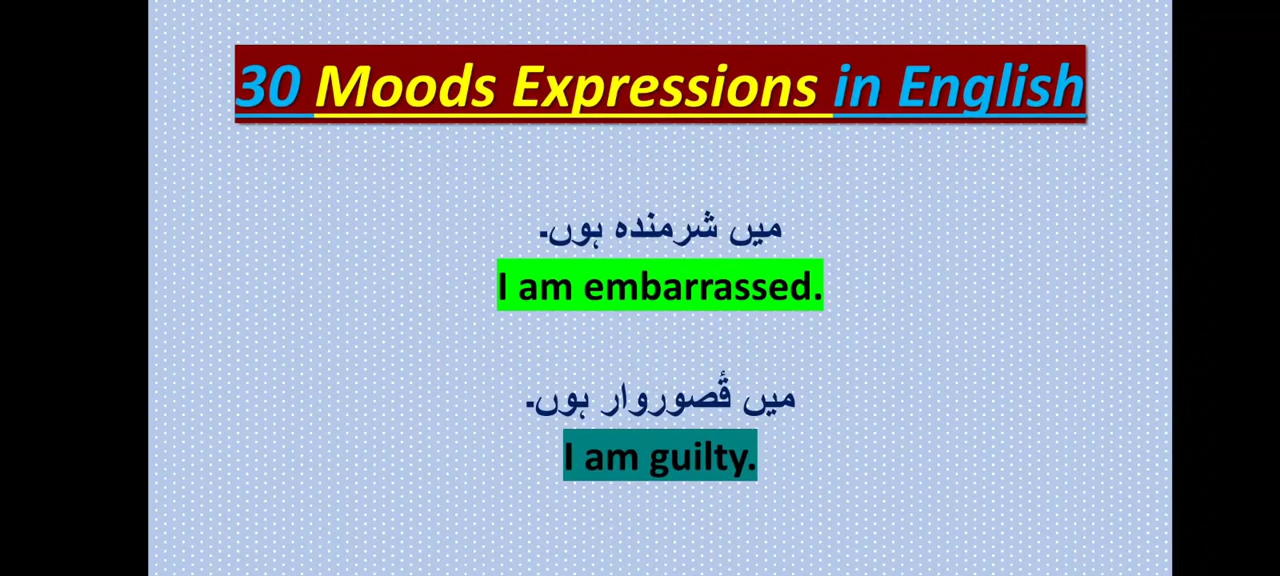 30 Moods Expressions in English
میں شرمندہ ہوں۔
I am embarrassed.
میں قُصوروار ہوں۔
I am guilty.